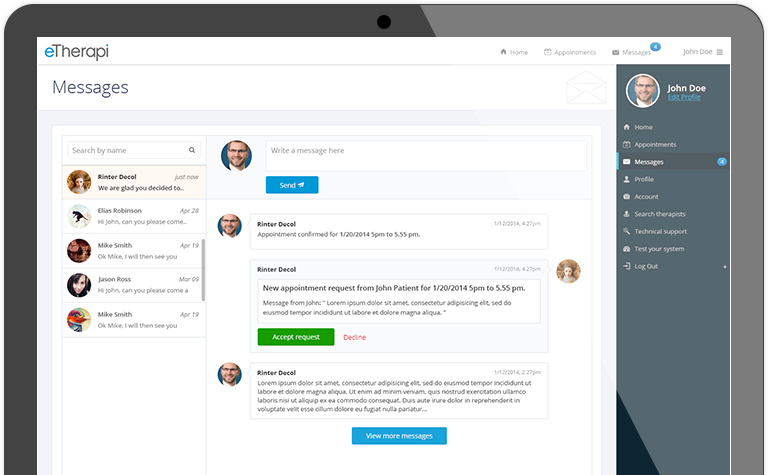 eTherapi
Home
Appointments
Messages
4
John Doe
Messages
John Doe
Edit Profile
Home
Appointments
Messages
4
Profile
Account
Search therapists
Technical support
Test your system
Log Out
Search by name
Rinter Decol
just now
We are glad you decided to..
Elias Robinson
Apr 28
Hi John, can you please come..
Mike Smith
Apr 19
Ok Mike, I will then see you
Jason Ross
Mar 09
Hi john, can you please come a
Mike Smith
Apr 19
Ok Mike, I will then see you
Write a message here
Send
Rinter Decol
1/12/2014, 4.27pm
Appointment confirmed for 1/20/2014 5pm to 5.55 pm.
Rinter Decol
1/12/2014, 4.27pm
New appointment request from John Patient for 1/20/2014 5pm to 5.55 pm.
Message from John: " Lorem ipsum dolor sit amet, consectetur adipisicing elit, sed do
eiusmod tempor incididunt ut labore et dolore magna aliqua. "
Accept request
Decline
Rinter Decol
1/12/2014, 2.27pm
Lorem ipsum dolor sit amet, consectetur adipisicing elit, sed do eiusmod tempor incididunt ut
labore et dolore magna aliqua. Ut enim ad minim veniam, quis nostrud exercitation ullamco
laboris nisi ut aliquip ex ea commodo consequat. Duis aute irure dolor in reprehenderit in
voluptate velit esse cillum dolore eu fugiat nulla pariatur...
View more messages